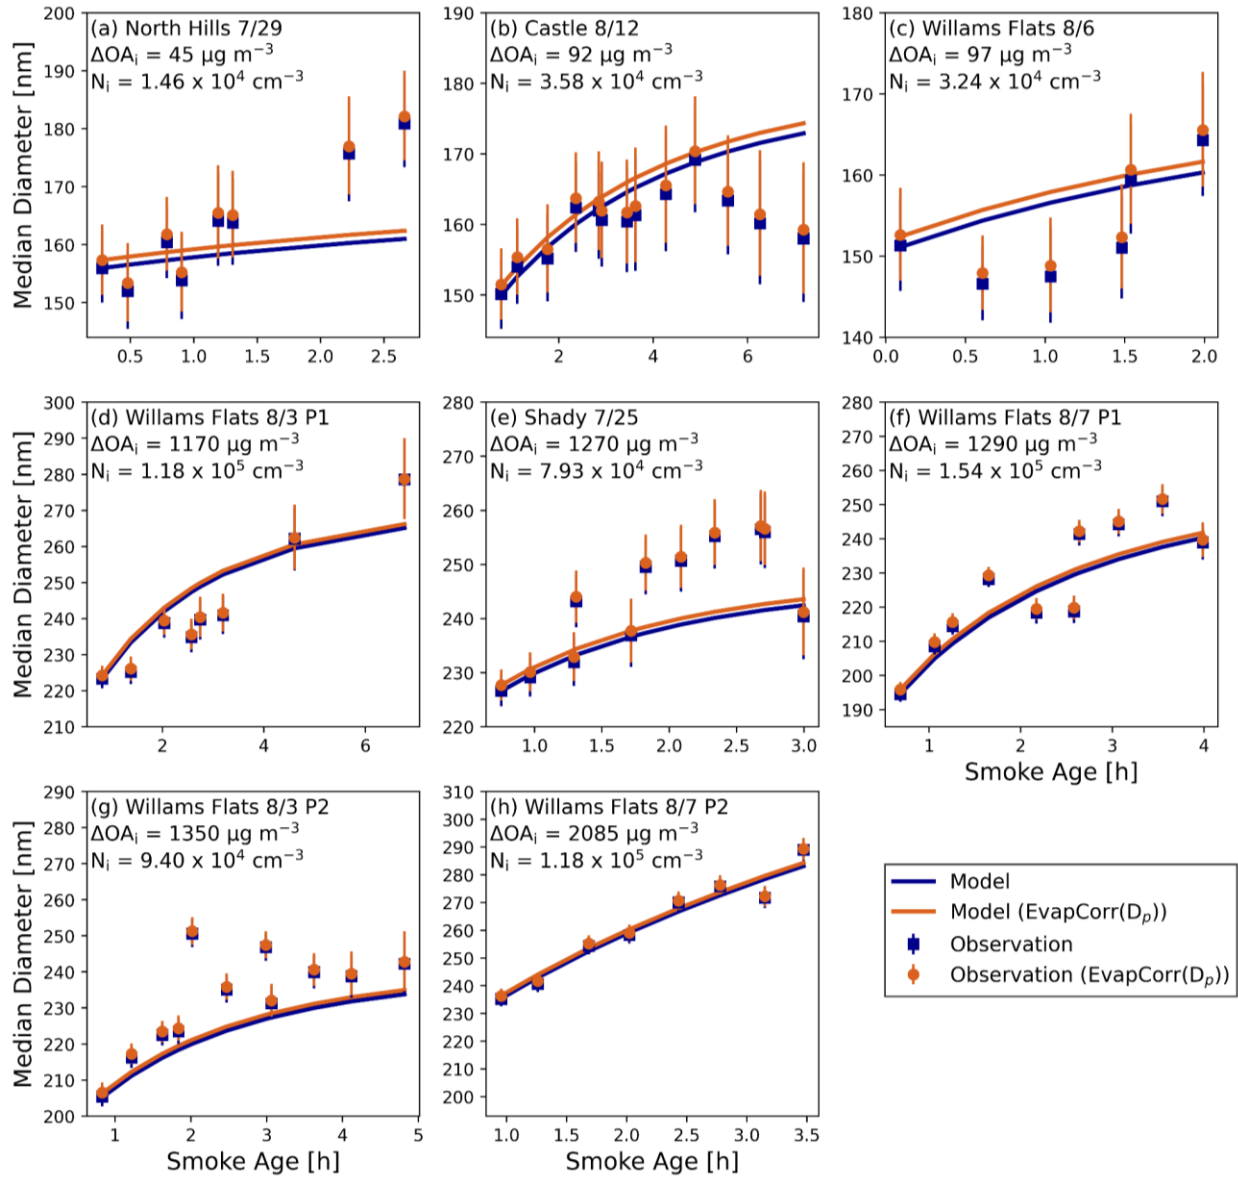 (a) North Hills 7/29
ΔOAᵢ = 45 μg m⁻³
Nᵢ = 1.46 x 10⁴ cm⁻³
200
190
180
170
160
150
Median Diameter [nm]
0.5
1.0
1.5
2.0
2.5
(b) Castle 8/12
ΔOAᵢ = 92 μg m⁻³
Nᵢ = 3.58 x 10⁴ cm⁻³
190
180
170
160
150
2
4
6
(c) Willams Flats 8/6
ΔOAᵢ = 97 μg m⁻³
Nᵢ = 3.24 x 10⁴ cm⁻³
180
170
160
150
140
0.0
0.5
1.0
1.5
2.0
(d) Willams Flats 8/3 P1
ΔOAᵢ = 1170 μg m⁻³
Nᵢ = 1.18 x 10⁵ cm⁻³
300
290
280
270
260
250
240
230
220
210
Median Diameter [nm]
2
4
6
(e) Shady 7/25
ΔOAᵢ = 1270 μg m⁻³
Nᵢ = 7.93 x 10⁴ cm⁻³
280
270
260
250
240
230
220
1.0
1.5
2.0
2.5
3.0
(f) Willams Flats 8/7 P1
ΔOAᵢ = 1290 μg m⁻³
Nᵢ = 1.54 x 10⁵ cm⁻³
280
270
260
250
240
230
220
210
200
190
1
2
3
4
Smoke Age [h]
(g) Willams Flats 8/3 P2
ΔOAᵢ = 1350 μg m⁻³
Nᵢ = 9.40 x 10⁴ cm⁻³
290
280
270
260
250
240
230
220
210
200
Median Diameter [nm]
1
2
3
4
5
Smoke Age [h]
(h) Willams Flats 8/7 P2
ΔOAᵢ = 2085 μg m⁻³
Nᵢ = 1.18 x 10⁵ cm⁻³
310
300
290
280
270
260
250
240
230
220
210
200
1.0
1.5
2.0
2.5
3.0
3.5
Smoke Age [h]
Model
Model (EvapCorr(Dₚ))
Observation
Observation (EvapCorr(Dₚ))